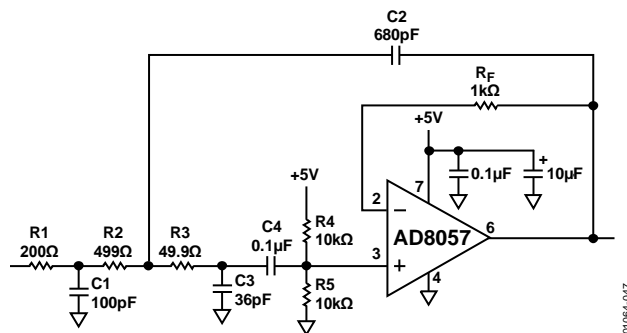 C2
680pF
RF
1kΩ
+5V
0.1µF
+
10µF
7
2
–
AD8057
6
3
+
4
+5V
R4
10kΩ
R5
10kΩ
C4
0.1µF
R1
200Ω
R2
499Ω
R3
49.9Ω
C1
100pF
C3
36pF